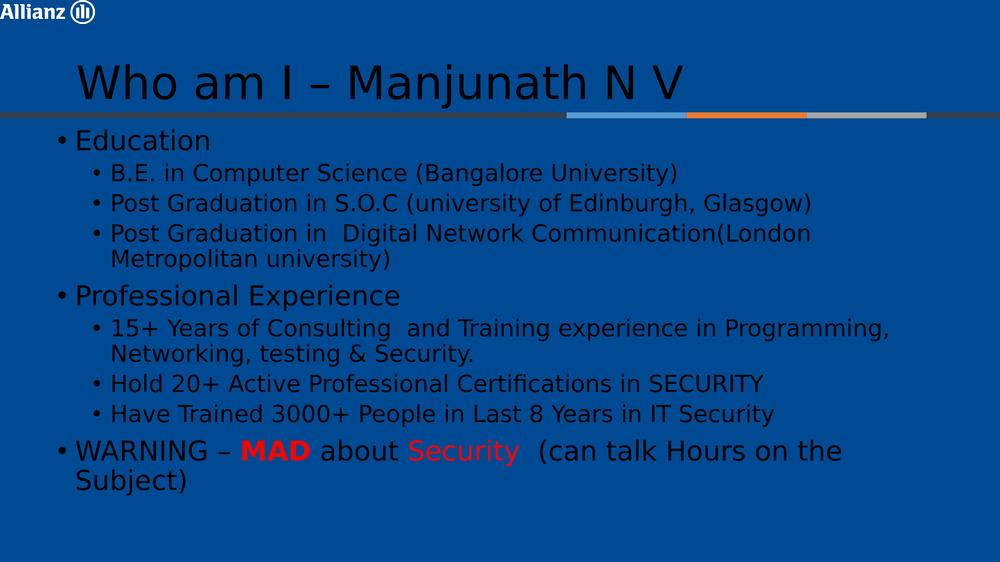 Allianz
Who am I – Manjunath N V
• Education
• B.E. in Computer Science (Bangalore University)
• Post Graduation in S.O.C (university of Edinburgh, Glasgow)
• Post Graduation in  Digital Network Communication(London
Metropolitan university)
• Professional Experience
• 15+ Years of Consulting  and Training experience in Programming,
Networking, testing & Security.
• Hold 20+ Active Professional Certifications in SECURITY
• Have Trained 3000+ People in Last 8 Years in IT Security
• WARNING – MAD about Security  (can talk Hours on the
Subject)